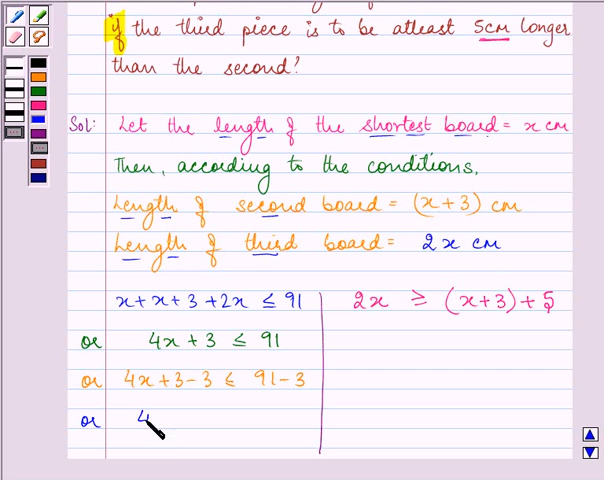 if the third piece is to be atleast 5cm longer
than the second?
Sol: Let the length of the shortest board = x cm
Then, according to the conditions,
Length of second board = (x+3) cm
Length of third board = 2x cm
x + x + 3 + 2x ≤ 91
2x ≥ (x+3) + 5
or 4x + 3 ≤ 91
or 4x + 3 - 3 ≤ 91 - 3
or 4